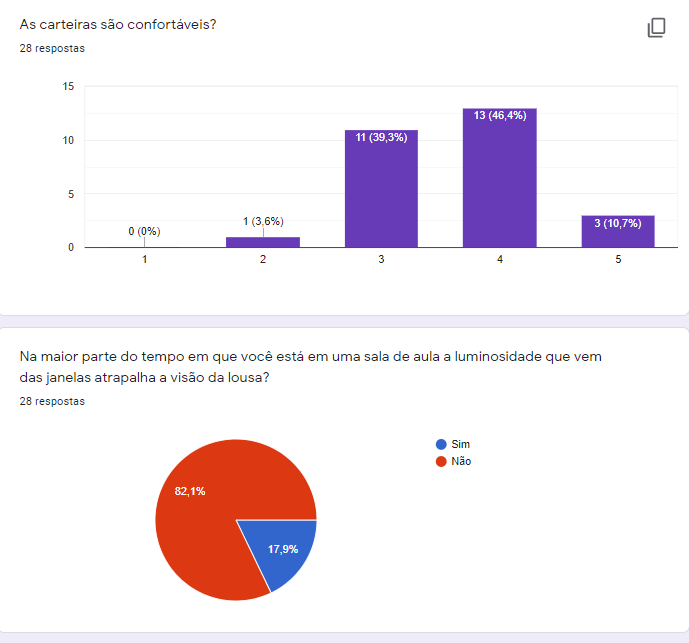 As carteiras são confortáveis?
28 respostas
15
10
5
0
0 (0%)
1 (3,6%)
11 (39,3%)
13 (46,4%)
3 (10,7%)
1 2 3 4 5
Na maior parte do tempo em que você está em uma sala de aula a luminosidade que vem
das janelas atrapalha a visão da lousa?
28 respostas
Sim
Não
82,1%
17,9%